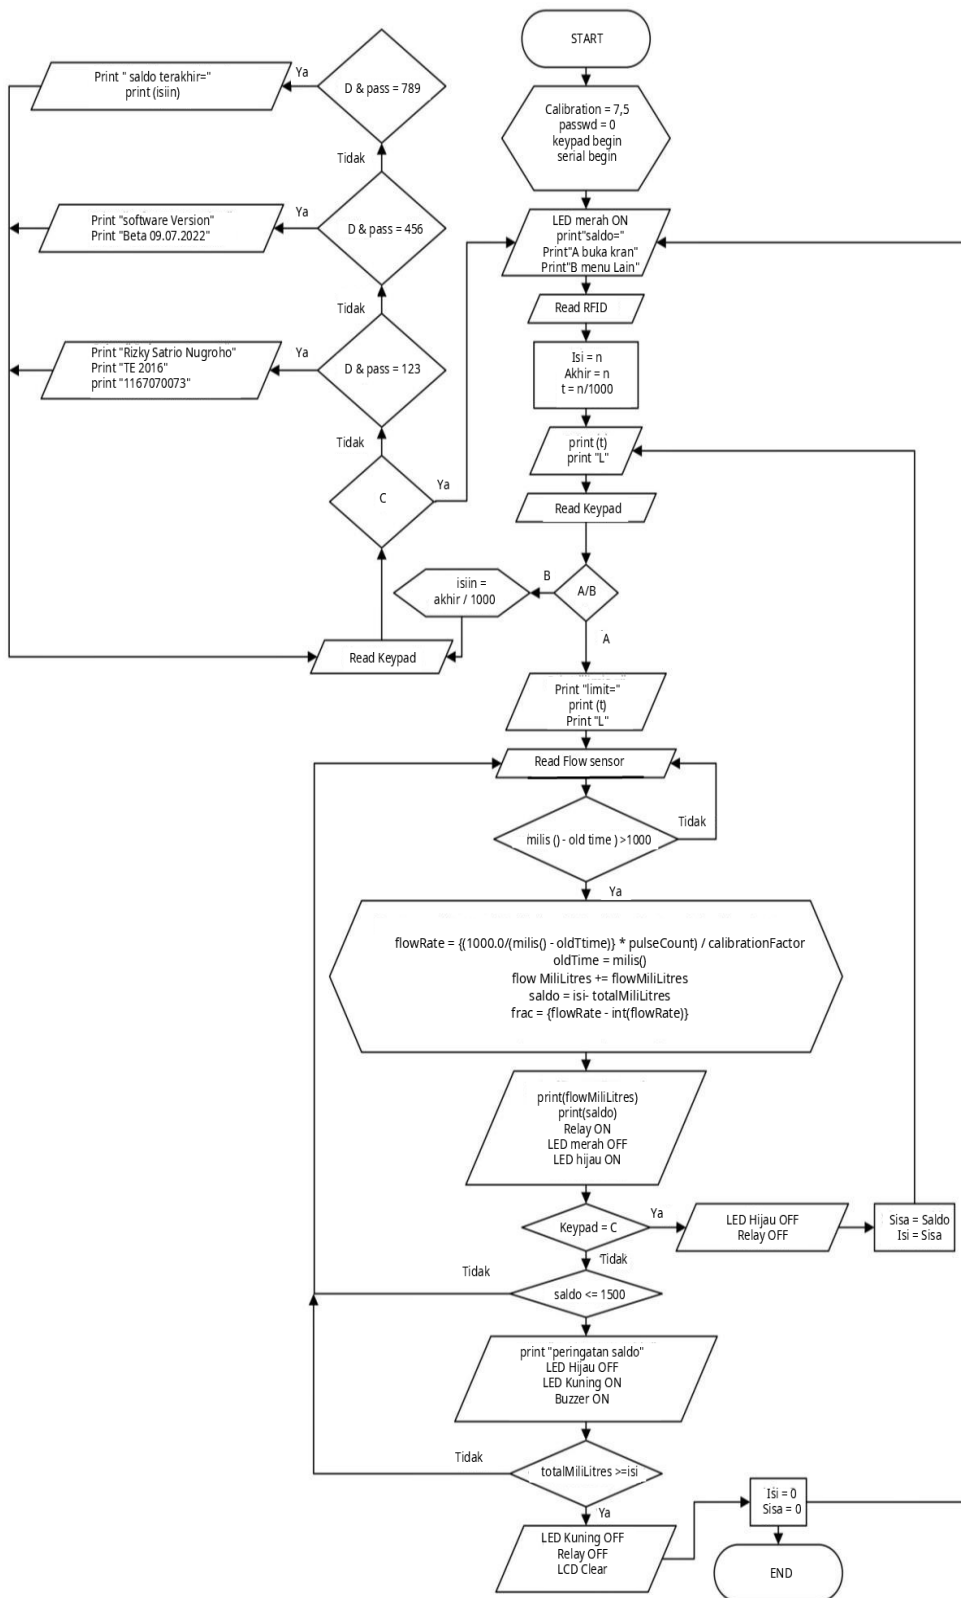 START
Calibration = 7,5
passwd = 0
keypad begin
serial begin
LED merah ON
print"saldo="
Print"A buka kran"
Print"B menu Lain"
Read RFID
Isi = n
Akhir = n
t = n/1000
print (t)
print "L"
Read Keypad
A/B
B
A
isiin =
akhir / 1000
Read Keypad
C
Ya
Tidak
D & pass = 123
Ya
Print "Rizky Satrio Nugroho"
Print "TE 2016"
print "1167070073"
Tidak
D & pass = 456
Ya
Print "software Version"
Print "Beta 09.07.2022"
Tidak
D & pass = 789
Ya
Print " saldo terakhir="
print (isiin)
Print "limit="
print (t)
Print "L"
Read Flow sensor
milis () - old time ) >1000
Tidak
Ya
flowRate = {(1000.0/(milis() - oldTtime)} * pulseCount) / calibrationFactor
oldTime = milis()
flow MiliLitres += flowMiliLitres
saldo = isi- totalMiliLitres
frac = {flowRate - int(flowRate)}
print(flowMiliLitres)
print(saldo)
Relay ON
LED merah OFF
LED hijau ON
Keypad = C
Ya
LED Hijau OFF
Relay OFF
Sisa = Saldo
Isi = Sisa
Tidak
saldo <= 1500
Tidak
print "peringatan saldo"
LED Hijau OFF
LED Kuning ON
Buzzer ON
totalMiliLitres >=isi
Tidak
Ya
LED Kuning OFF
Relay OFF
LCD Clear
Isi = 0
Sisa = 0
END